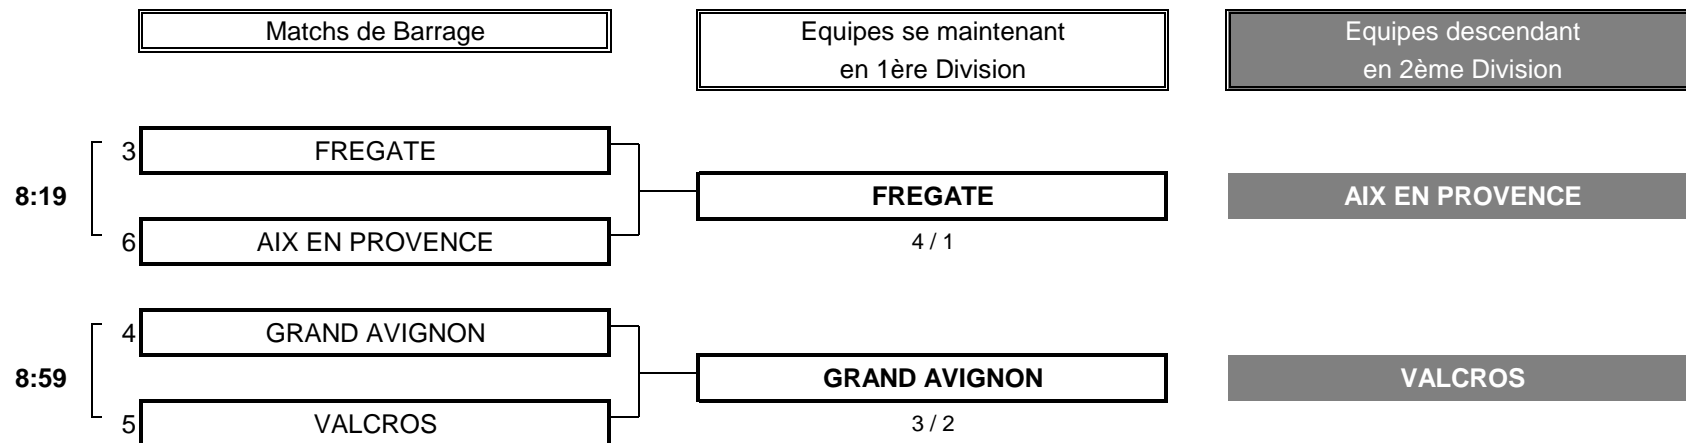 Matchs de Barrage
Equipes se maintenant
en 1ère Division
Equipes descendant
en 2ème Division
3 FREGATE
8:19
FREGATE
AIX EN PROVENCE
6 AIX EN PROVENCE
4 / 1
4 GRAND AVIGNON
8:59
GRAND AVIGNON
VALCROS
5 VALCROS
3 / 2